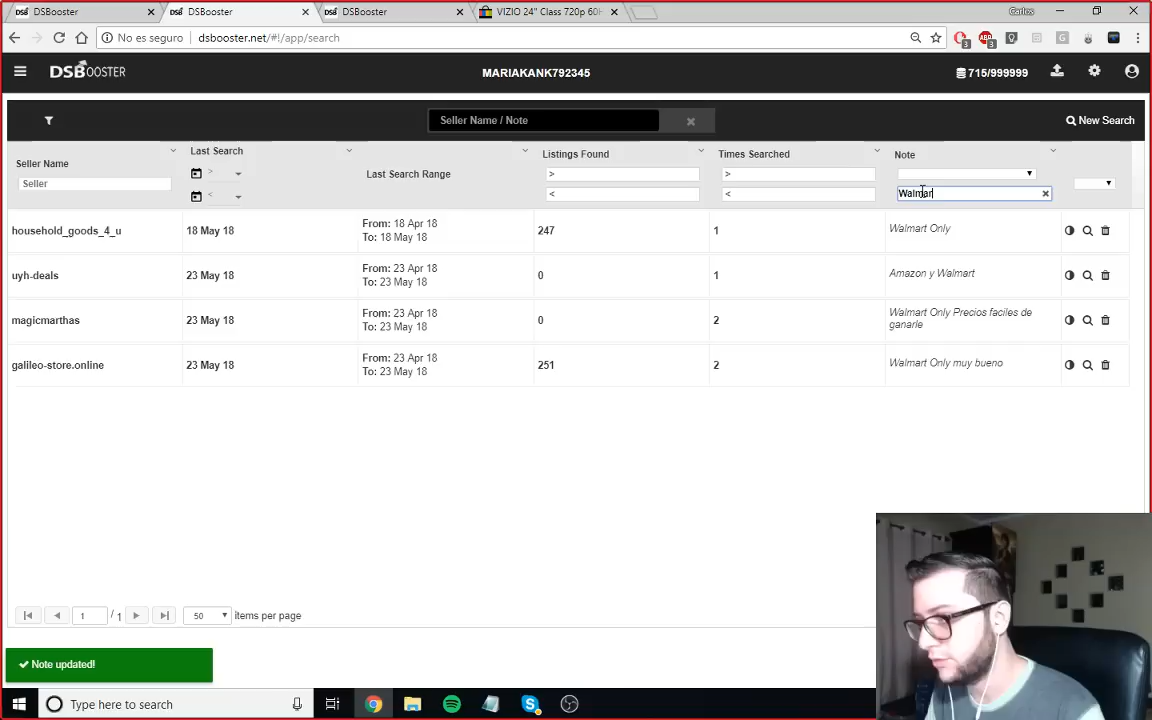 DSBooster
DSBooster
DSBooster
VIZIO 24" Class 720p 60H
Carlos
No es seguro
dsbooster.net/#!/app/search
3
3
DSBooster
MARIAKANK792345
715/999999
Seller Name / Note
New Search
Seller Name
Last Search
Last Search Range
Listings Found
Times Searched
Note
Seller
>
<
>
<
>
<
Walmar
household_goods_4_u
18 May 18
From: 18 Apr 18
To: 18 May 18
247
1
Walmart Only
uyh-deals
23 May 18
From: 23 Apr 18
To: 23 May 18
0
1
Amazon y Walmart
magicmarthas
23 May 18
From: 23 Apr 18
To: 23 May 18
0
2
Walmart Only Precios faciles de
ganarle
galileo-store.online
23 May 18
From: 23 Apr 18
To: 23 May 18
251
2
Walmart Only muy bueno
1
/ 1
50
items per page
Note updated!
Type here to search